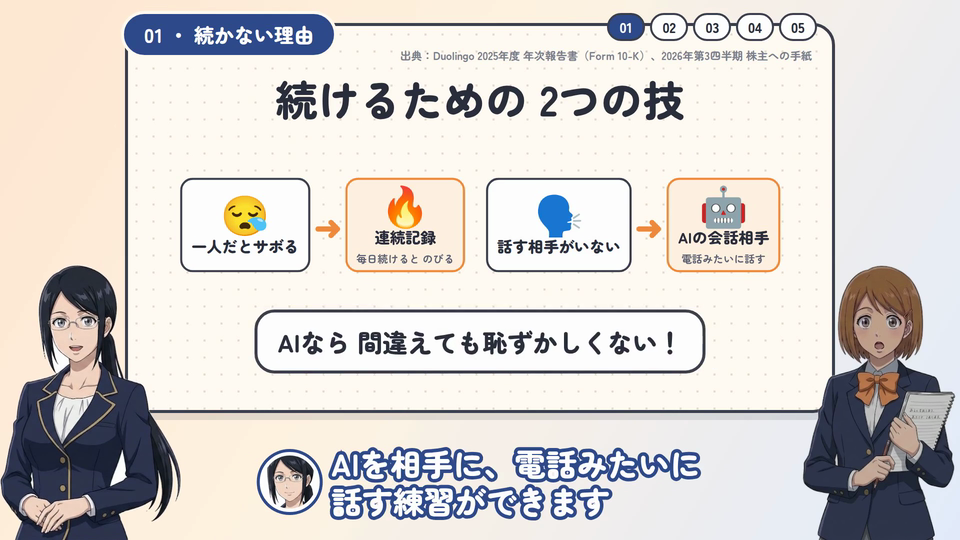 01 ・ 続かない理由
01 02 03 04 05
出典：Duolingo 2025年度 年次報告書（Form 10-K）、2026年第3四半期 株主への手紙
続けるための 2つの技
一人だとサボる
連続記録
毎日続けると のびる
話す相手がいない
AIの会話相手
電話みたいに話す
AIなら 間違えても恥ずかしくない！
AIを相手に、電話みたいに
話す練習ができます